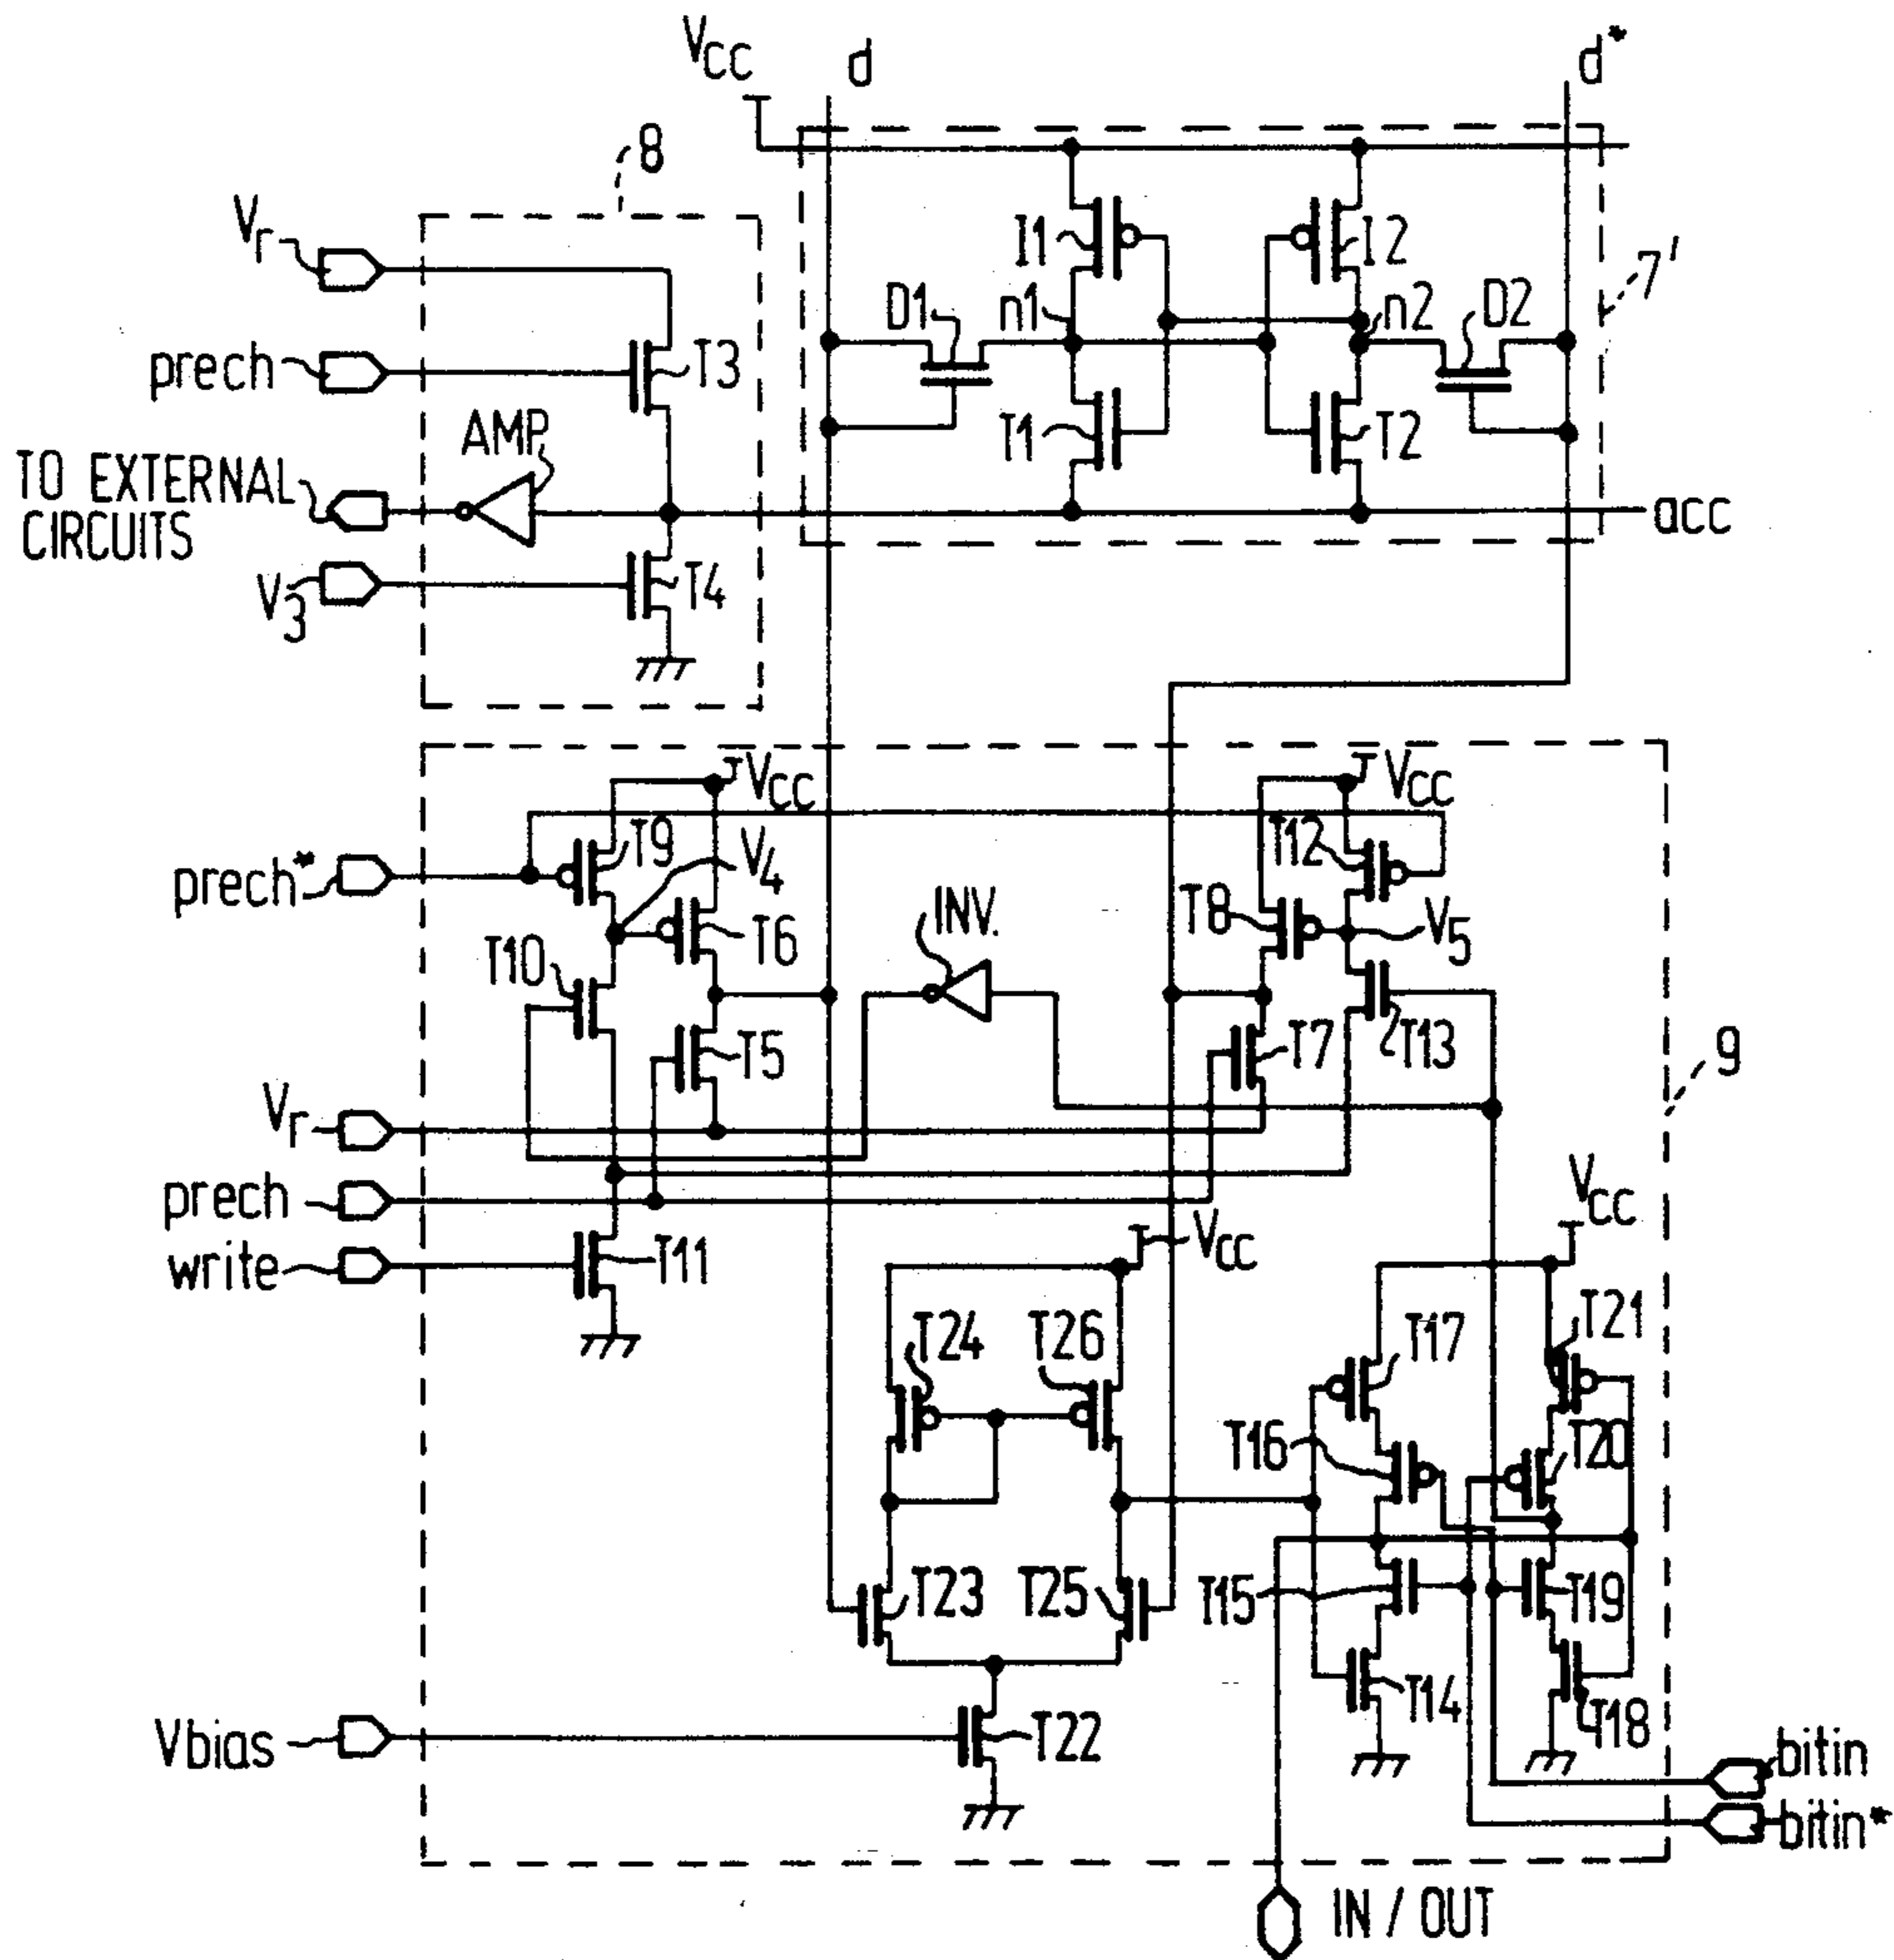 Vcc d d*
8
Vr
I1 I2
7'
D1 n1 n2 D2
prech T3
AMP.
T1 T2
TO EXTERNAL
CIRCUITS
acc
V3 T4
Vcc Vcc
T9 T12
prech* V4
INV. T8
T6 V5
T10
T5 T7 T13
9
Vr
prech Vcc
Vcc
write T11
T24 T26 T17 T21
T16 T20
T23 T25 T15 T19
T14 T18
Vbias T22
bitin
bitin*
IN / OUT